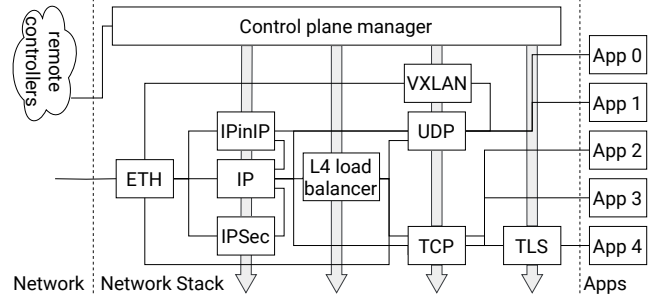 remote
controllers
Control plane manager
App 0
VXLAN
App 1
IPinIP
UDP
App 2
L4 load
balancer
ETH
IP
App 3
IPSec
TCP
TLS
App 4
Network
Network Stack
Apps